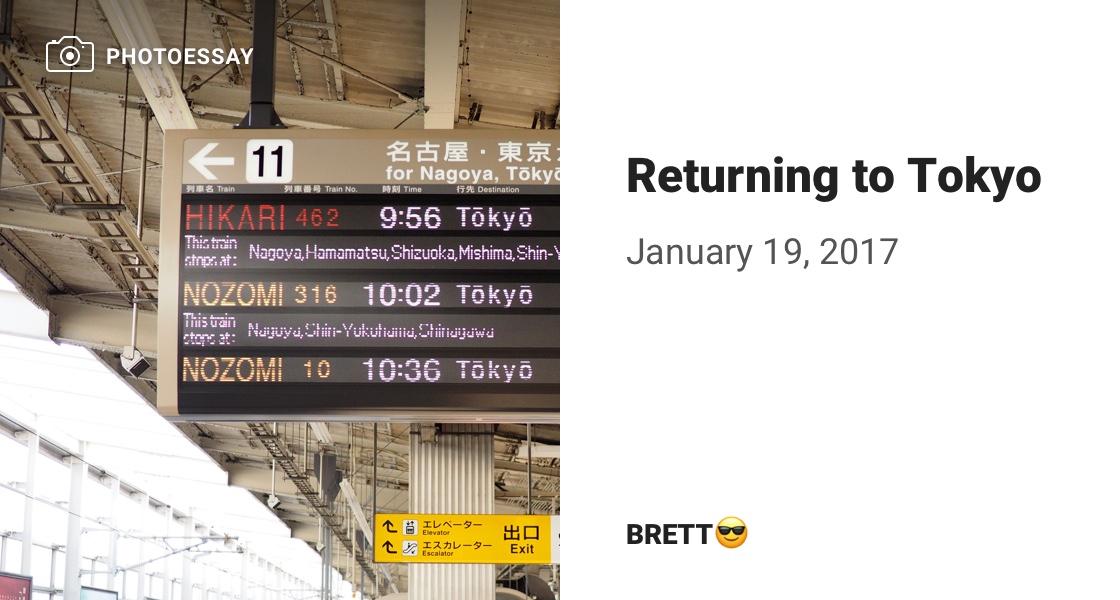 PHOTOESSAY
← 11 名古屋・東京
for Nagoya, Tōkyō
列車名 Train 列車番号 Train No. 時刻 Time 行先 Destination
HIKARI 462 9:56 Tōkyō
This train stops at: Nagoya,Hamamatsu,Shizuoka,Mishima,Shin-Y
NOZOMI 316 10:02 Tōkyō
This train stops at: Nagoya,Shin-Yokohama,Shinagawa
NOZOMI 10 10:36 Tōkyō
エレベーター
Elevator
エスカレーター
Escalator
出口
Exit
Returning to Tokyo
January 19, 2017
BRETT😎